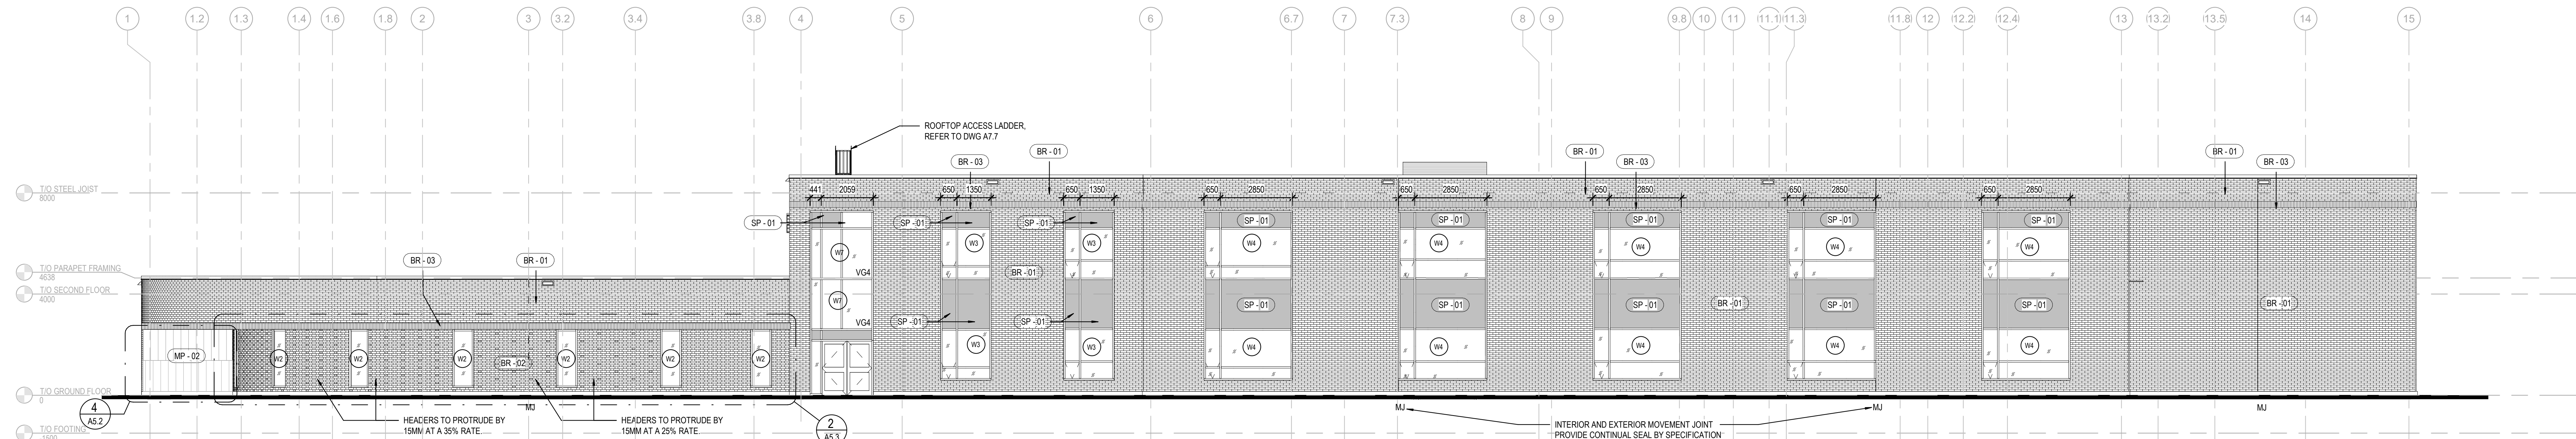 1 1.2 1.3 1.4 1.6 1.8 2 3 3.2 3.4 3.8 4 5 6 6.7 7 7.3 8 9 9.8 10 11 11.1 11.3 11.8 12 12.2 12.4 13 13.2 13.5 14 15
ROOFTOP ACCESS LADDER,
REFER TO DWG A7.7
BR - 03 BR - 01 BR - 01 BR - 03 BR - 01 BR - 03
T/O STEEL JOIST
8000
441 2059 650 1350 650 1350 650 2850 650 2850 650 2850 650 2850 650 2850
SP - 01 SP - 01 SP - 01 SP - 01 SP - 01 SP - 01 SP - 01 SP - 01
W7 W3 W3 W4 W4 W4 W4 W4
BR - 03 BR - 01
T/O PARAPET FRAMING
4638
VG4 BR - 01
T/O SECOND FLOOR
4000
W7 SP - 01 SP - 01 SP - 01 BR - 01 SP - 01 SP - 01 BR - 01
VG4 SP - 01 SP - 01
W3 W3 W4 W4 W4 W4 W4
MP - 02 W2 W2 W2 BR - 02 W2 W2 W2
T/O GROUND FLOOR
0
4
A5.2
MJ MJ MJ MJ
HEADERS TO PROTRUDE BY
15MM AT A 35% RATE.
HEADERS TO PROTRUDE BY
15MM AT A 25% RATE.
2
A5.3
INTERIOR AND EXTERIOR MOVEMENT JOINT
PROVIDE CONTINUAL SEAL BY SPECIFICATION
T/O FOOTING
-1500